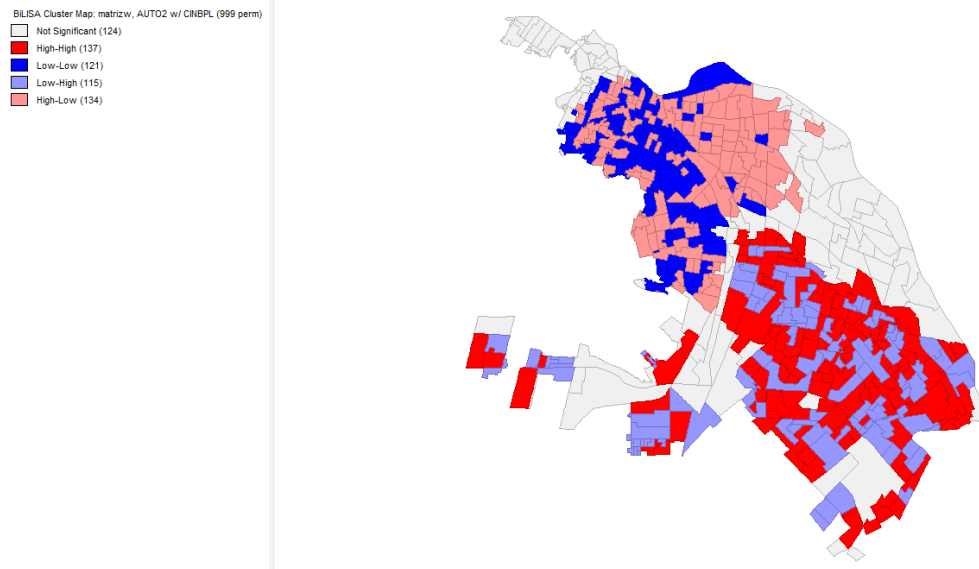 BiLISA Cluster Map: matrizw, AUTO2 w/ CINBPL (999 perm)
Not Significant (124)
High-High (137)
Low-Low (121)
Low-High (115)
High-Low (134)